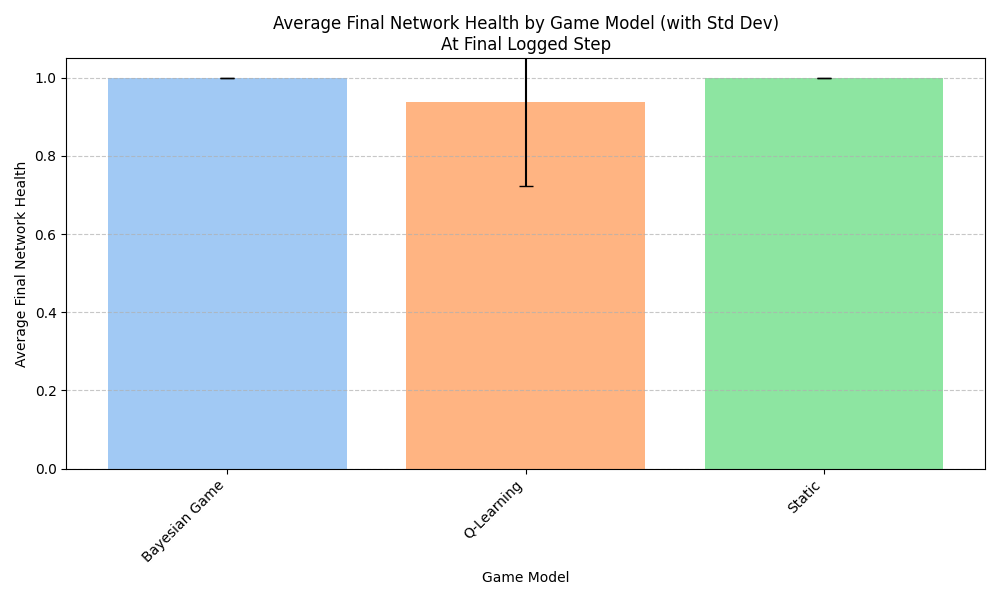 Average Final Network Health by Game Model (with Std Dev)
At Final Logged Step
Average Final Network Health
1.0
0.8
0.6
0.4
0.2
0.0
Bayesian Game
Q-Learning
Static
Game Model